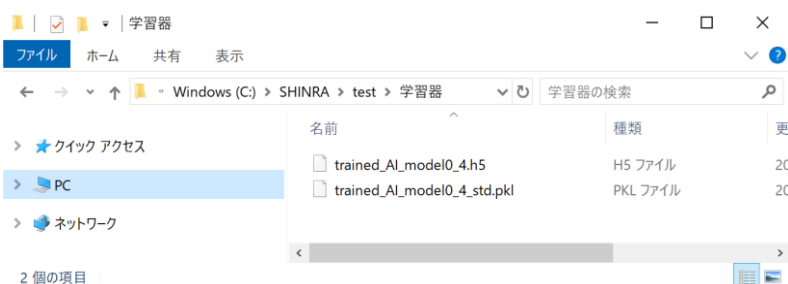 学習器
ファイル ホーム 共有 表示
« Windows (C:) > SHINRA > test > 学習器
学習器の検索
名前 種類 更
クイック アクセス
PC
ネットワーク
trained_AI_model0_4.h5 H5 ファイル 20
trained_AI_model0_4_std.pkl PKL ファイル 20
2 個の項目